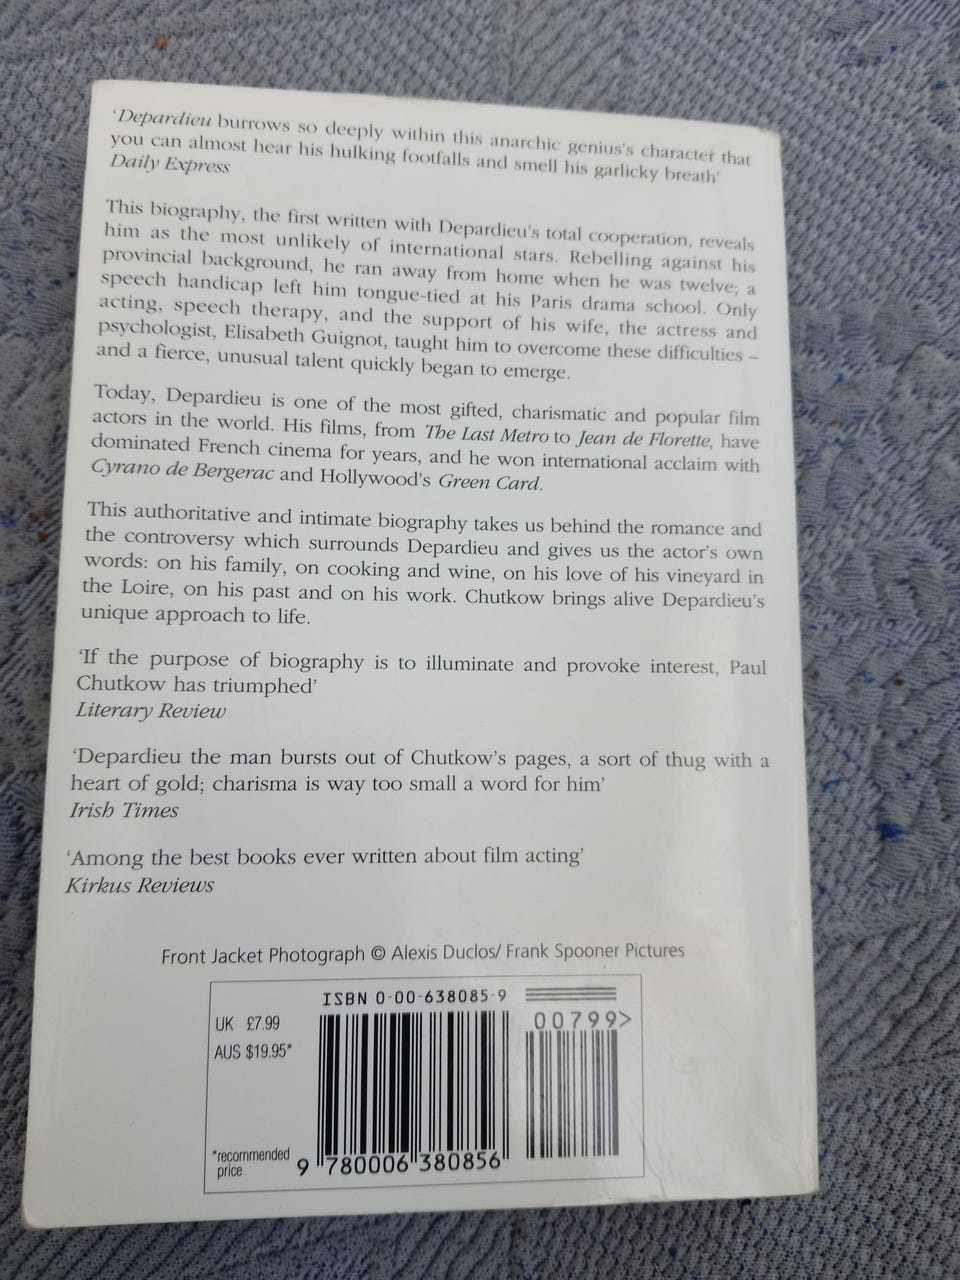 'Depardieu burrows so deeply within this anarchic genius's character that
you can almost hear his hulking footfalls and smell his garlicky breath'
Daily Express
This biography, the first written with Depardieu's total cooperation, reveals
him as the most unlikely of international stars. Rebelling against his
provincial background, he ran away from home when he was twelve; a
speech handicap left him tongue-tied at his Paris drama school. Only
acting, speech therapy, and the support of his wife, the actress and
psychologist, Elisabeth Guignot, taught him to overcome these difficulties –
and a fierce, unusual talent quickly began to emerge.
Today, Depardieu is one of the most gifted, charismatic and popular film
actors in the world. His films, from The Last Metro to Jean de Florette, have
dominated French cinema for years, and he won international acclaim with
Cyrano de Bergerac and Hollywood's Green Card.
This authoritative and intimate biography takes us behind the romance and
the controversy which surrounds Depardieu and gives us the actor's own
words: on his family, on cooking and wine, on his love of his vineyard in
the Loire, on his past and on his work. Chutkow brings alive Depardieu's
unique approach to life.
'If the purpose of biography is to illuminate and provoke interest, Paul
Chutkow has triumphed'
Literary Review
'Depardieu the man bursts out of Chutkow's pages, a sort of thug with a
heart of gold; charisma is way too small a word for him'
Irish Times
'Among the best books ever written about film acting'
Kirkus Reviews
Front Jacket Photograph © Alexis Duclos/ Frank Spooner Pictures
ISBN 0-00-638085-9
UK £7.99
00799>
AUS $19.95*
*recommended
price
9 780006 380856